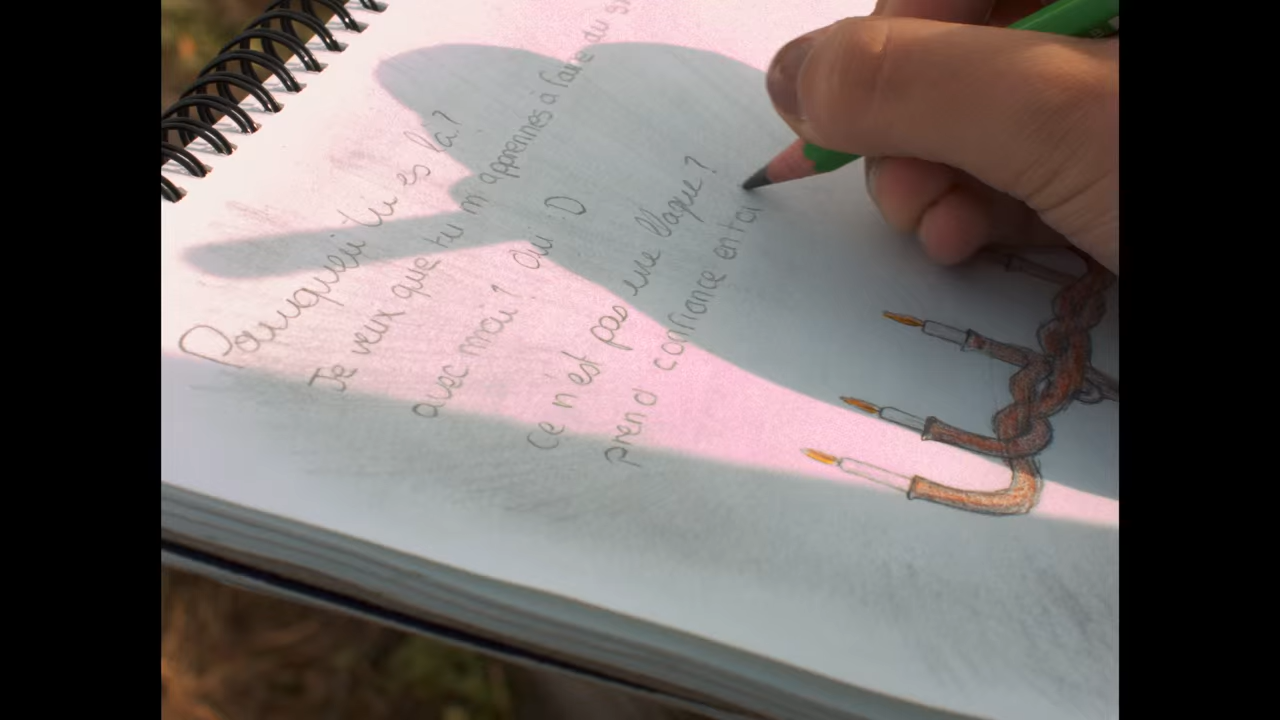 Pourquoi tu es là?
Je veux que tu m'apprennes à faire du
avec moi? Oui :D
ce n'est pas une blague?
prend confiance en toi